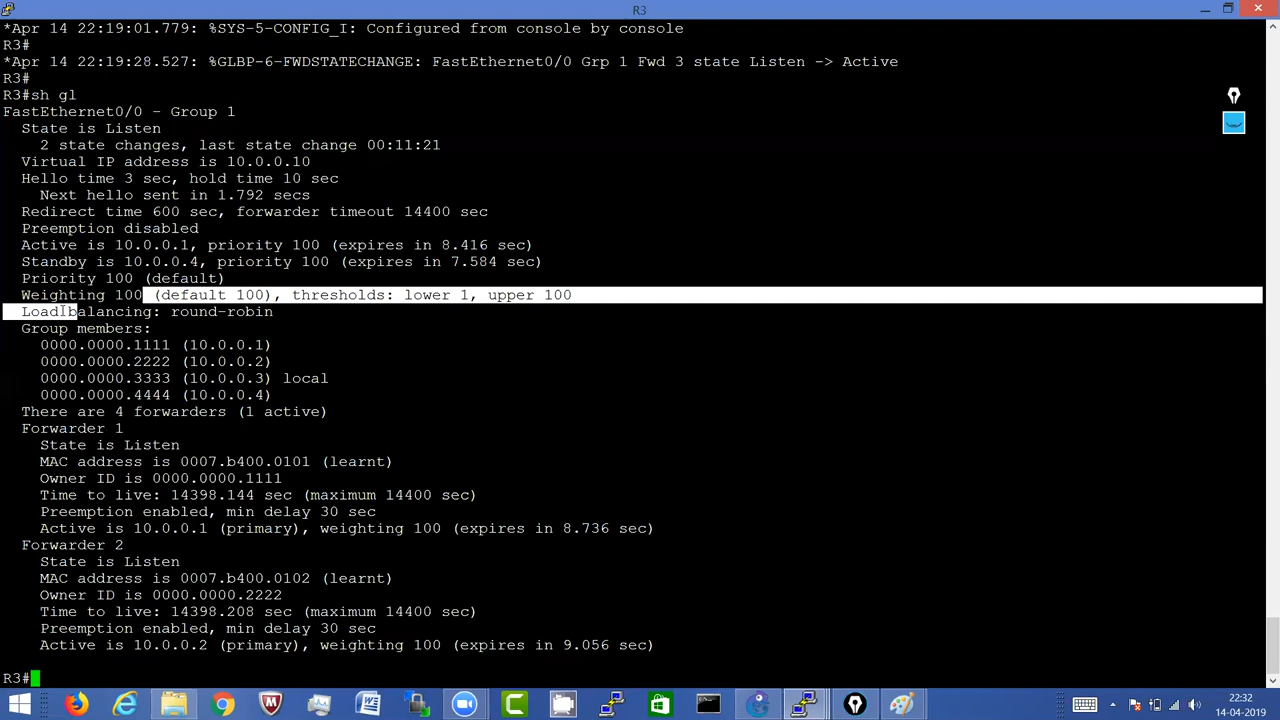 R3
*Apr 14 22:19:01.779: %SYS-5-CONFIG_I: Configured from console by console
R3#
*Apr 14 22:19:28.527: %GLBP-6-FWDSTATECHANGE: FastEthernet0/0 Grp 1 Fwd 3 state Listen -> Active
R3#
R3#sh gl
FastEthernet0/0 - Group 1
State is Listen
2 state changes, last state change 00:11:21
Virtual IP address is 10.0.0.10
Hello time 3 sec, hold time 10 sec
Next hello sent in 1.792 secs
Redirect time 600 sec, forwarder timeout 14400 sec
Preemption disabled
Active is 10.0.0.1, priority 100 (expires in 8.416 sec)
Standby is 10.0.0.4, priority 100 (expires in 7.584 sec)
Priority 100 (default)
Weighting 100 (default 100), thresholds: lower 1, upper 100
Load balancing: round-robin
Group members:
0000.0000.1111 (10.0.0.1)
0000.0000.2222 (10.0.0.2)
0000.0000.3333 (10.0.0.3) local
0000.0000.4444 (10.0.0.4)
There are 4 forwarders (1 active)
Forwarder 1
State is Listen
MAC address is 0007.b400.0101 (learnt)
Owner ID is 0000.0000.1111
Time to live: 14398.144 sec (maximum 14400 sec)
Preemption enabled, min delay 30 sec
Active is 10.0.0.1 (primary), weighting 100 (expires in 8.736 sec)
Forwarder 2
State is Listen
MAC address is 0007.b400.0102 (learnt)
Owner ID is 0000.0000.2222
Time to live: 14398.208 sec (maximum 14400 sec)
Preemption enabled, min delay 30 sec
Active is 10.0.0.2 (primary), weighting 100 (expires in 9.056 sec)
R3#
22:32
14-04-2019